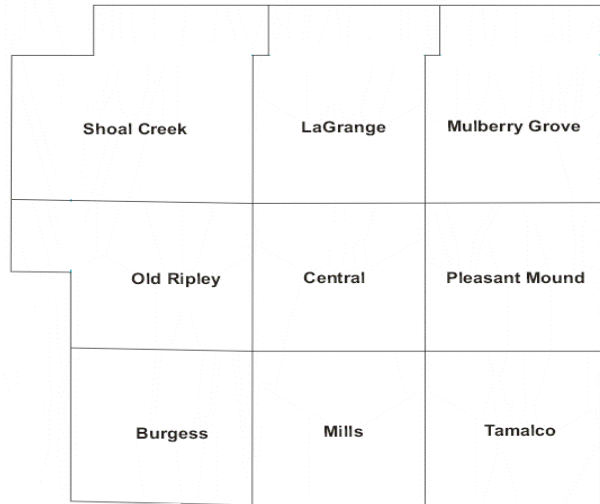 Shoal Creek
LaGrange
Mulberry Grove
Old Ripley
Central
Pleasant Mound
Burgess
Mills
Tamalco